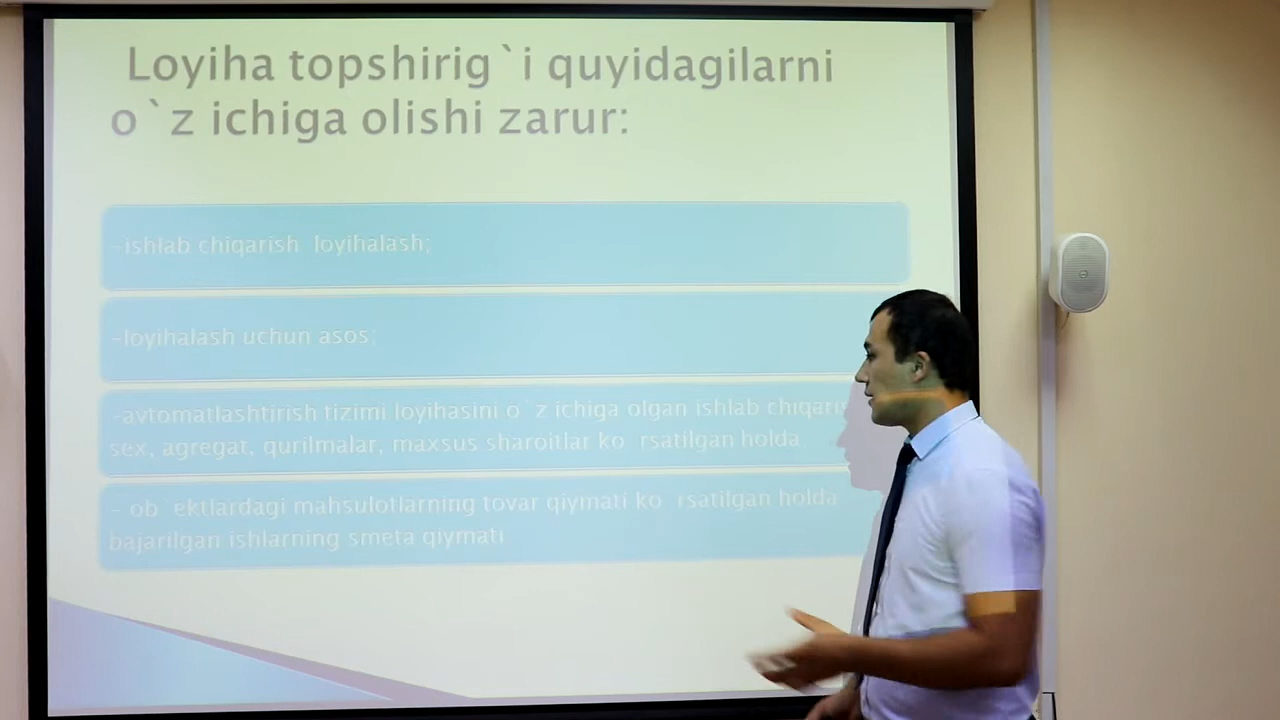 Loyiha topshirig`i quyidagilarni
o`z ichiga olishi zarur:
-ishlab chiqarish loyihalash;
-loyihalash uchun asos;
-avtomatlashtirish tizimi loyihasini o`z ichiga olgan ishlab
sex, agregat, qurilmalar, maxsus sharoitlar ko`rsatilgan holda
- ob`ektlardagi mahsulotlarning tovar qiymati ko`rsatilgan holda
bajarilgan ishlarning smeta qiymati